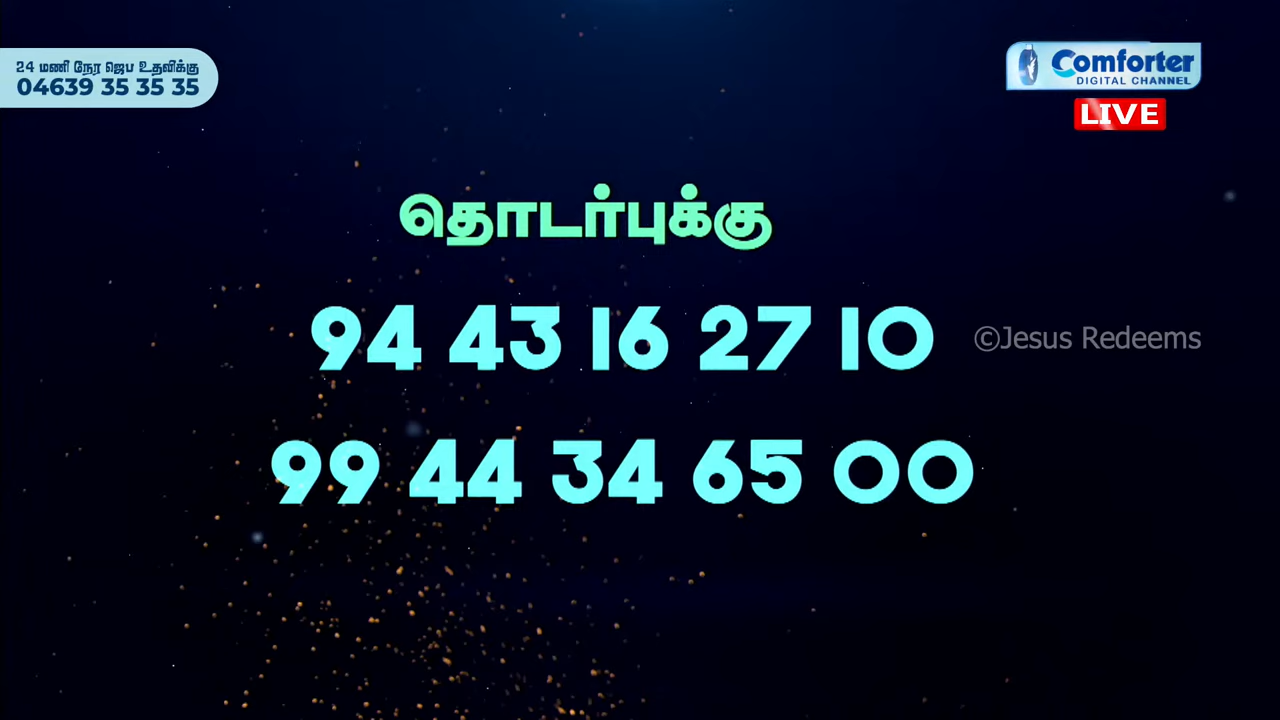 24 மணி நேர ஜெப உதவிக்கு
04639 35 35 35
Comforter
DIGITAL CHANNEL
LIVE
தொடர்புக்கு
94 43 16 27 10
©Jesus Redeems
99 44 34 65 00